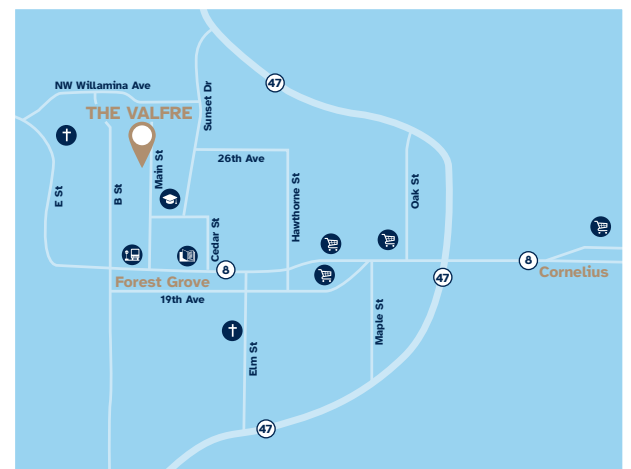 47
NW Willamina Ave
Sunset Dr
THE VALFRE
26th Ave
Main St
E St
B St
Hawthorne St
Oak St
Cedar St
8
8
Cornelius
47
Forest Grove
19th Ave
Maple St
Elm St
47